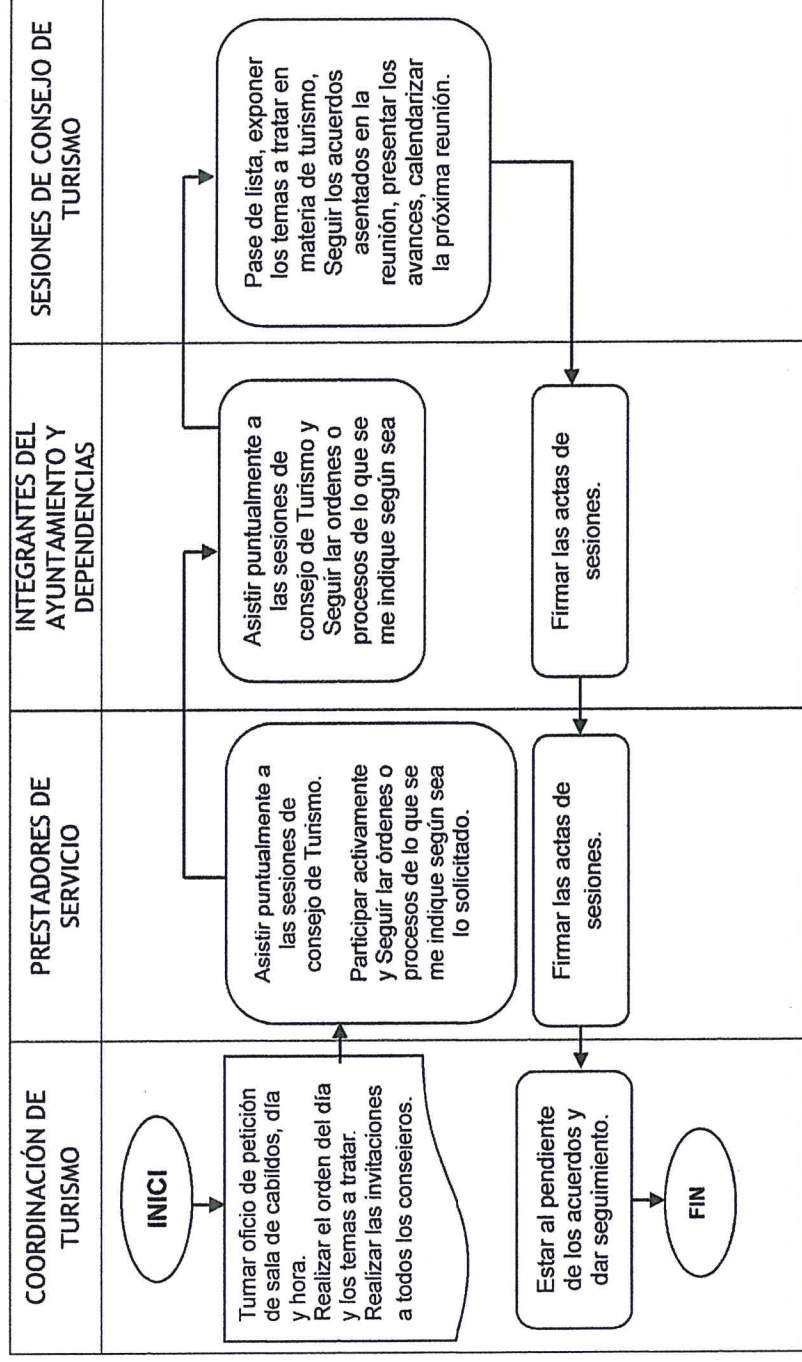 COORDINACIÓN DE
TURISMO
PRESTADORES DE
SERVICIO
INTEGRANTES DEL
AYUNTAMIENTO Y
DEPENDENCIAS
SESIONES DE CONSEJO DE
TURISMO
INICI
Turnar oficio de petición
de sala de cabildos, día
y hora.
Realizar el orden del día
y los temas a tratar.
Realizar las invitaciones
a todos los consejeros.
Asistir puntualmente a
las sesiones de
consejo de Turismo.
Participar activamente
y Seguir lar órdenes o
procesos de lo que se
me indique según sea
lo solicitado.
Asistir puntualmente a
las sesiones de
consejo de Turismo y
Seguir lar ordenes o
procesos de lo que se
me indique según sea
Pase de lista, exponer
los temas a tratar en
materia de turismo,
Seguir los acuerdos
asentados en la
reunión, presentar los
avances, calendarizar
la próxima reunión.
Firmar las actas de
sesiones.
Firmar las actas de
sesiones.
Estar al pendiente
de los acuerdos y
dar seguimiento.
FIN